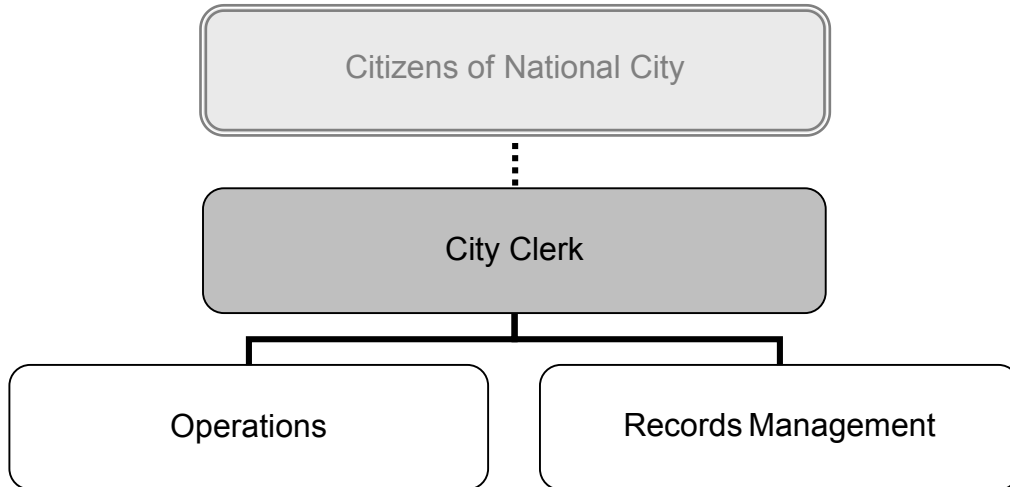 Citizens of National City
City Clerk
Operations
Records Management